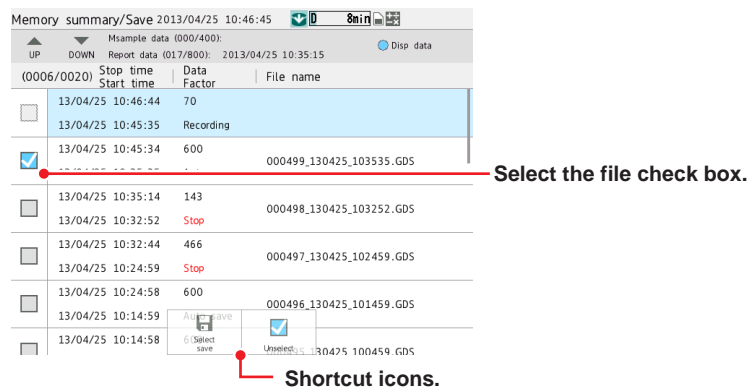 Memory summary/Save 2013/04/25 10:46:45 D 8min
UP DOWN Msample data (000/400):
Report data (017/800): 2013/04/25 10:35:15 Disp data
(0006/0020) Stop time Data File name
Start time Factor
13/04/25 10:46:44 70
13/04/25 10:45:35 Recording
13/04/25 10:45:34 600
000499_130425_103535.GDS
Select the file check box.
13/04/25 10:35:14 143
000498_130425_103252.GDS
13/04/25 10:32:52 Stop
13/04/25 10:32:44 466
000497_130425_102459.GDS
13/04/25 10:24:59 Stop
13/04/25 10:24:58 600
000496_130425_101459.GDS
13/04/25 10:14:59 Auto save
13/04/25 10:14:58
Select save Unselect
130425_100459.GDS
Shortcut icons.